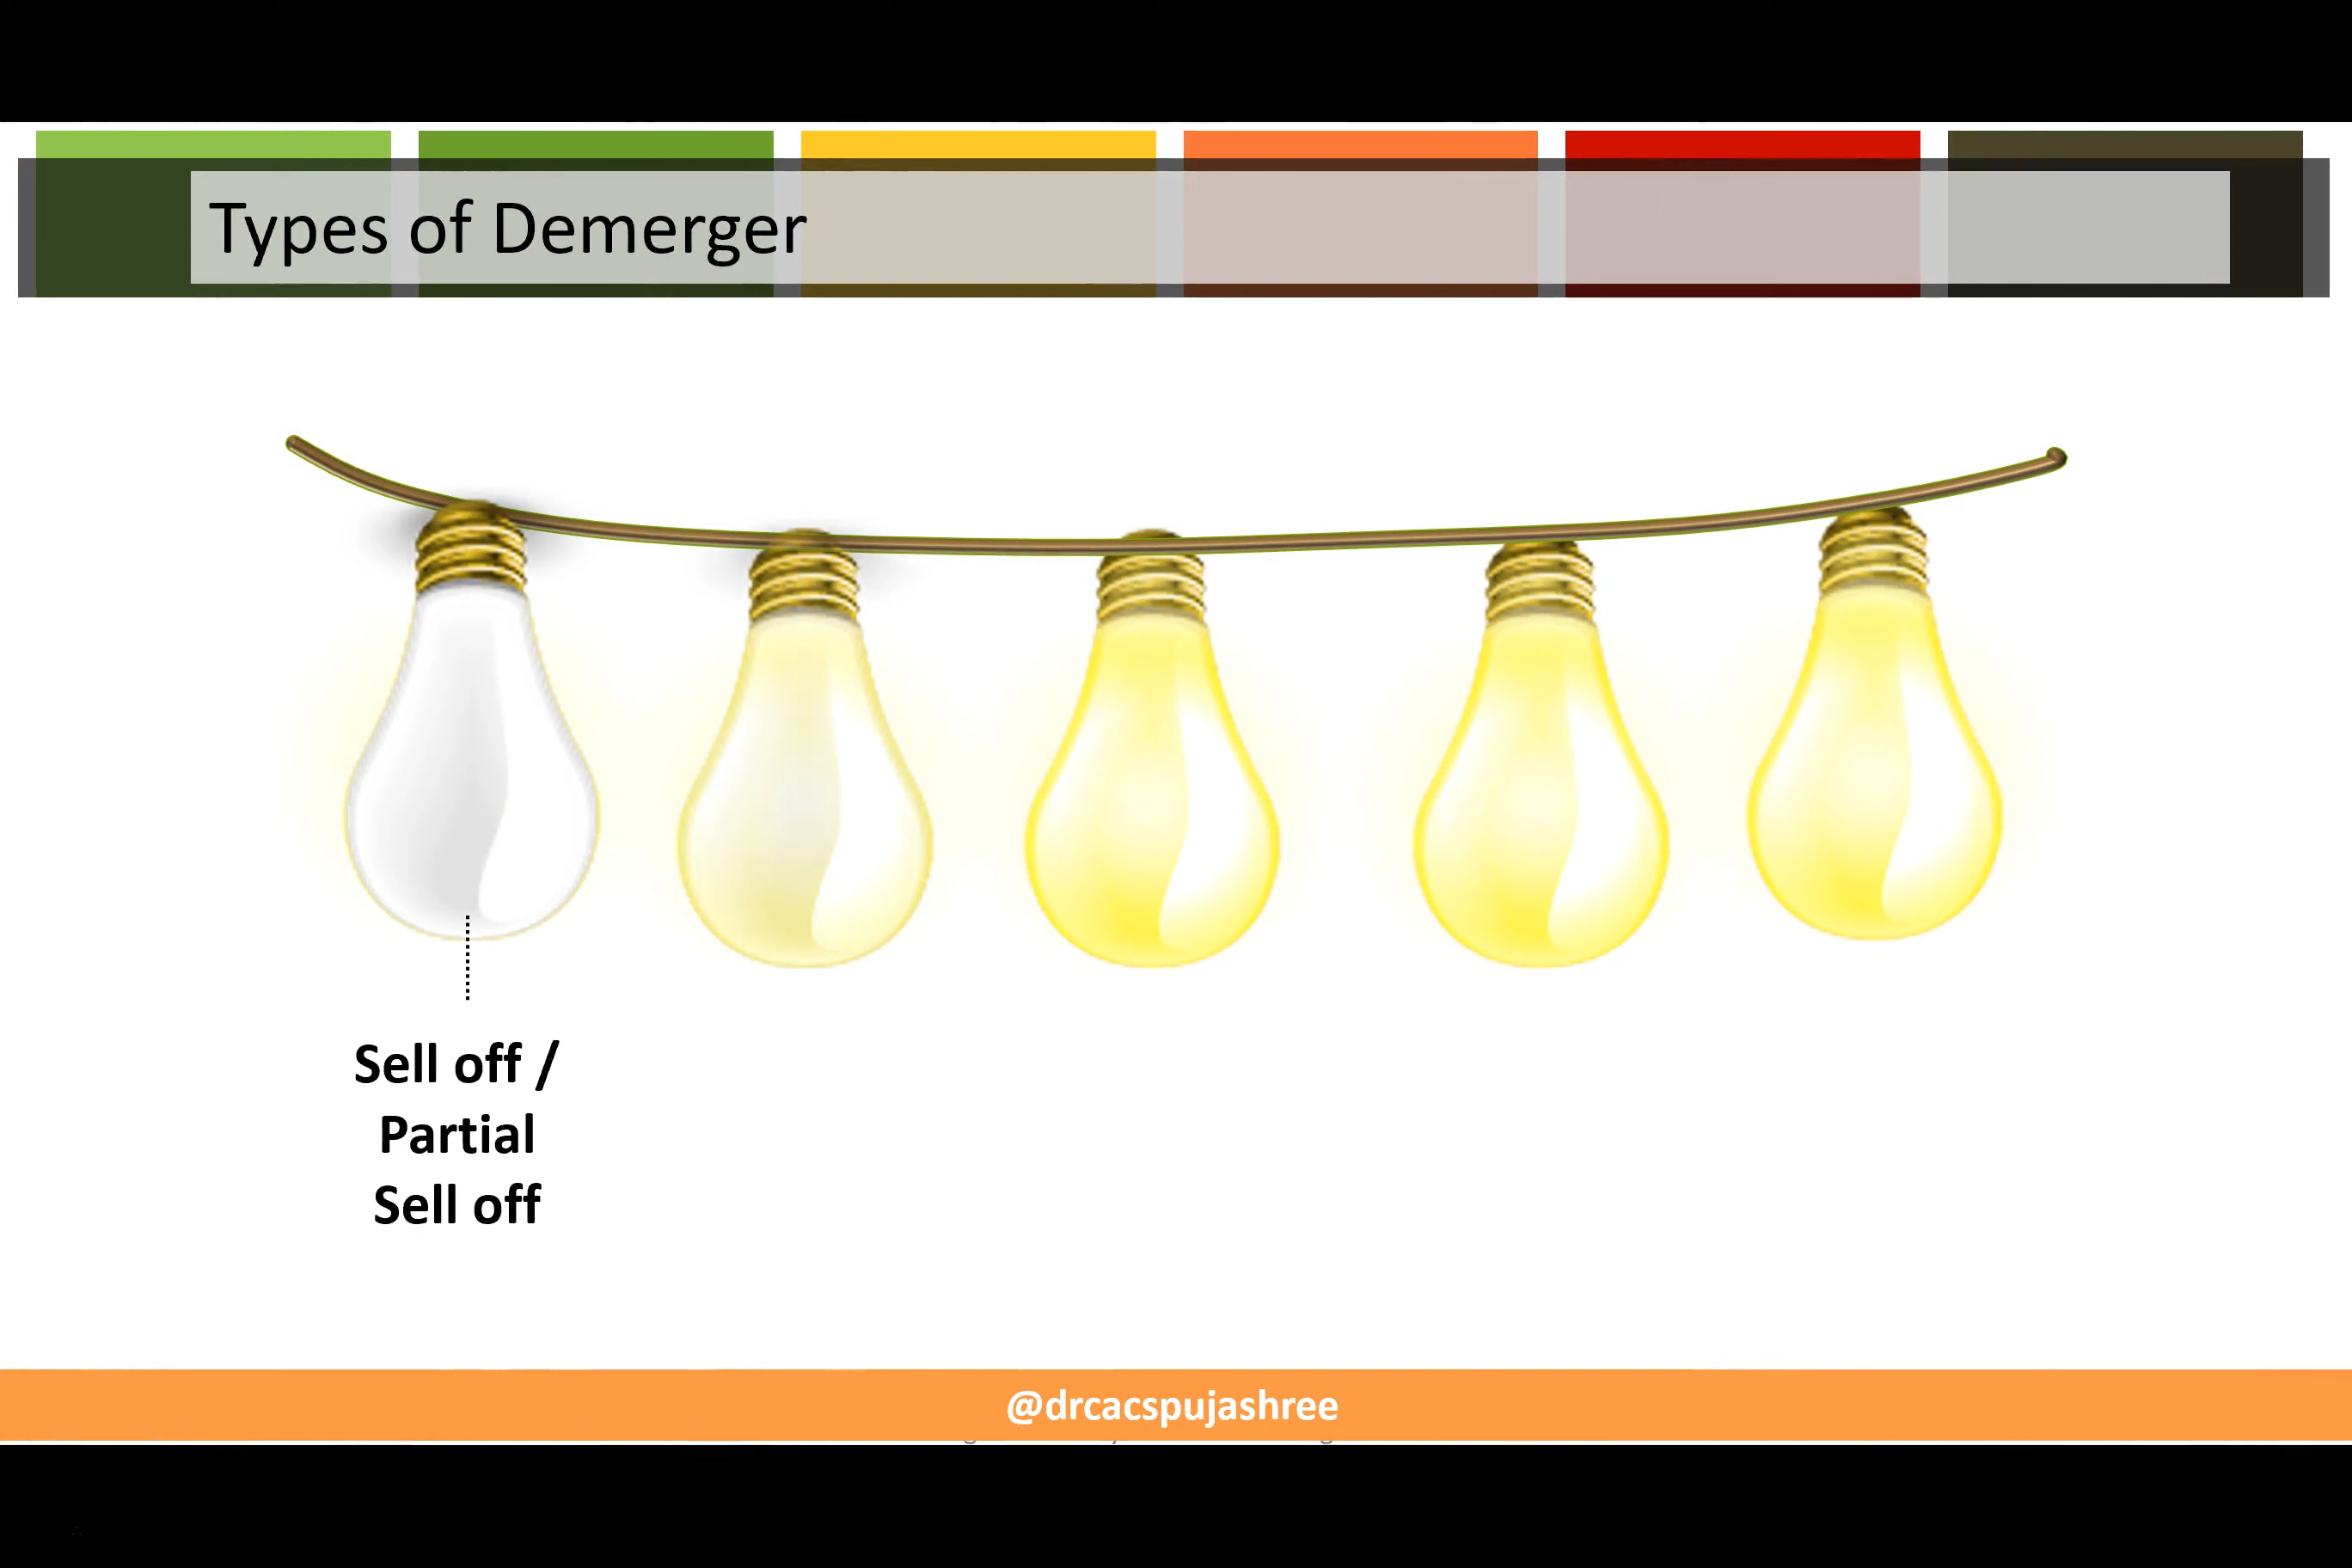 Types of Demerger
Sell off /
Partial
Sell off
@drcacspujashree